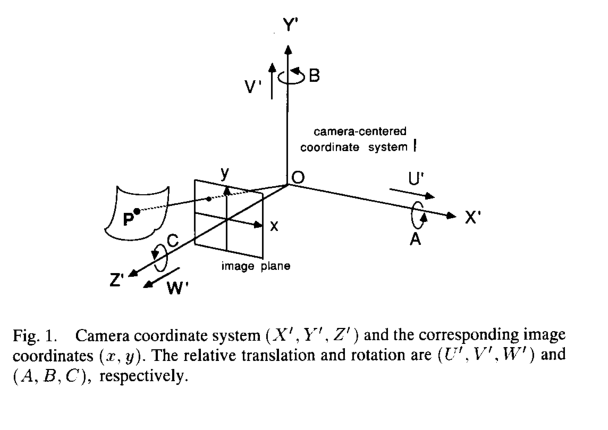 Y'
V'
B
camera-centered
coordinate system
y
O
U'
P
x
X'
C
A
image plane
Z'
W'
Fig. 1. Camera coordinate system (X', Y', Z') and the corresponding image
coordinates (x, y). The relative translation and rotation are (U', V', W') and
(A, B, C), respectively.